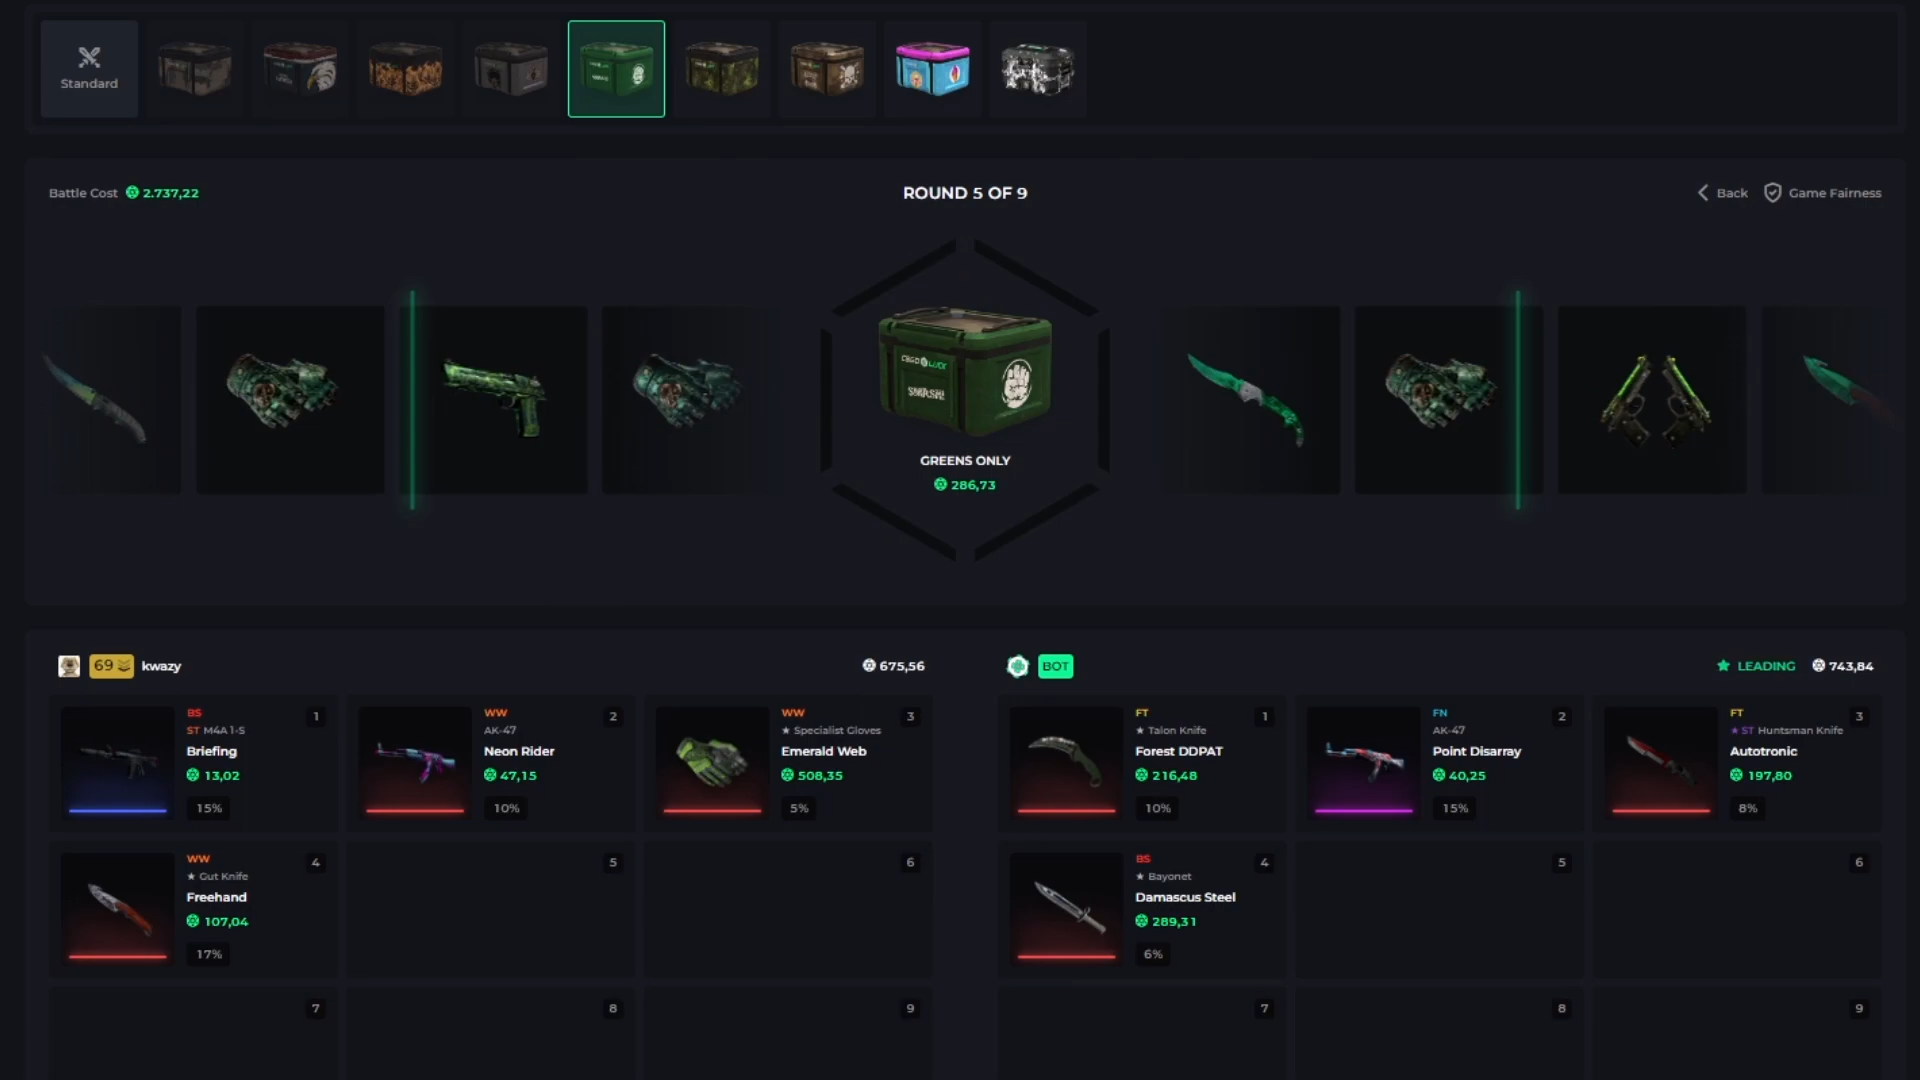 Standard
Battle Cost 2.737,22
ROUND 5 OF 9
Back
Game Fairness
CSGO LUCK
SMASH!
GREENS ONLY
286,73
69 kwazy
675,56
BS
1
ST M4A1-S
Briefing
13,02
15%
WW
2
AK-47
Neon Rider
47,15
10%
WW
3
★ Specialist Gloves
Emerald Web
508,35
5%
WW
4
★ Gut Knife
Freehand
107,04
17%
5
6
7
8
9
BOT
★ LEADING 743,84
FT
1
★ Talon Knife
Forest DDPAT
216,48
10%
FN
2
AK-47
Point Disarray
40,25
15%
FT
3
★ ST Huntsman Knife
Autotronic
197,80
8%
BS
4
★ Bayonet
Damascus Steel
289,31
6%
5
6
7
8
9